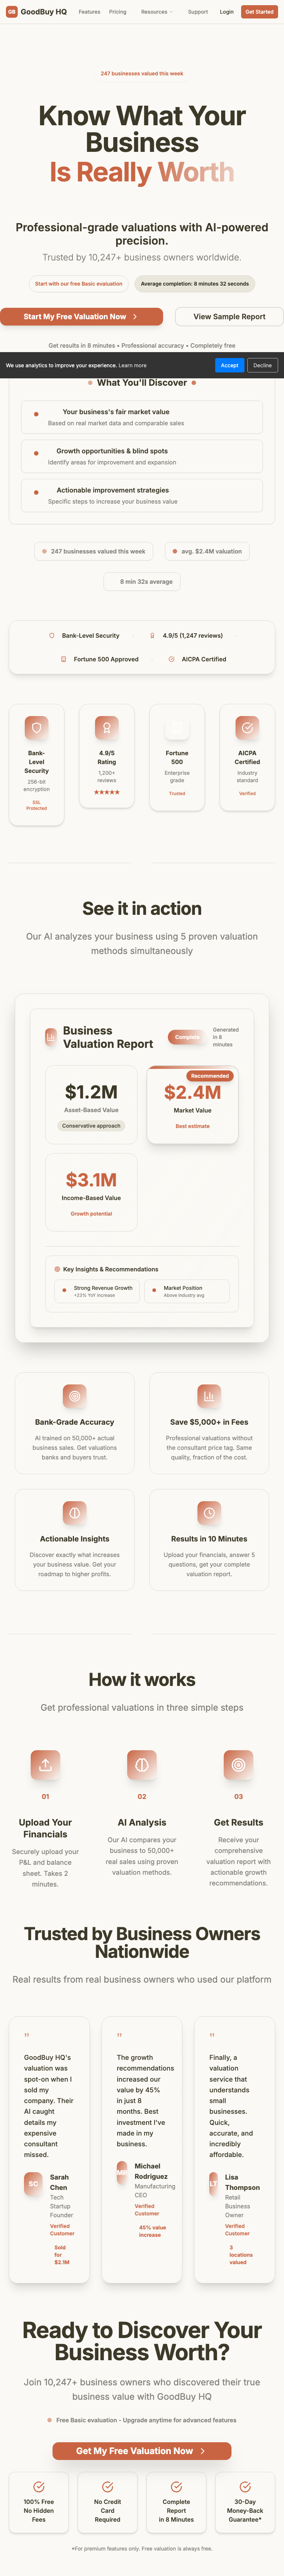 GB GoodBuy HQ Features Pricing Resources Support Login Get Started
247 businesses valued this week
Know What Your
Business
Is Really Worth
Professional-grade valuations with AI-powered
precision.
Trusted by 10,247+ business owners worldwide.
Start with our free Basic evaluation Average completion: 8 minutes 32 seconds
Start My Free Valuation Now View Sample Report
Get results in 8 minutes • Professional accuracy • Completely free
We use analytics to improve your experience. Learn more Accept Decline
What You'll Discover
Your business's fair market value
Based on real market data and comparable sales
Growth opportunities & blind spots
Identify areas for improvement and expansion
Actionable improvement strategies
Specific steps to increase your business value
247 businesses valued this week avg. $2.4M valuation
8 min 32s average
Bank-Level Security 4.9/5 (1,247 reviews)
Fortune 500 Approved AICPA Certified
Bank-
Level
Security
256-bit
encryption
SSL
Protected
4.9/5
Rating
1,200+
reviews
★★★★★
Fortune
500
Enterprise
grade
Trusted
AICPA
Certified
Industry
standard
Verified
See it in action
Our AI analyzes your business using 5 proven valuation
methods simultaneously
Business
Valuation Report
Complete
Generated
in 8
minutes
$1.2M
Asset-Based Value
Conservative approach
Recommended
$2.4M
Market Value
Best estimate
$3.1M
Income-Based Value
Growth potential
Key Insights & Recommendations
Strong Revenue Growth
+23% YoY increase
Market Position
Above industry avg
Bank-Grade Accuracy
AI trained on 50,000+ actual
business sales. Get valuations
banks and buyers trust.
Save $5,000+ in Fees
Professional valuations without
the consultant price tag. Same
quality, fraction of the cost.
Actionable Insights
Discover exactly what increases
your business value. Get your
roadmap to higher profits.
Results in 10 Minutes
Upload your financials, answer 5
questions, get your complete
valuation report.
How it works
Get professional valuations in three simple steps
01
Upload Your
Financials
Securely upload your
P&L and balance
sheet. Takes 2
minutes.
02
AI Analysis
Our AI compares your
business to 50,000+
real sales using proven
valuation methods.
03
Get Results
Receive your
comprehensive
valuation report with
actionable growth
recommendations.
Trusted by Business Owners
Nationwide
Real results from real business owners who used our platform
"
GoodBuy HQ's
valuation was
spot-on when I
sold my
company. Their
AI caught
details my
expensive
consultant
missed.
SC
Sarah
Chen
Tech
Startup
Founder
Verified
Customer
Sold
for
$2.1M
"
The growth
recommendations
increased our
value by 45%
in just 8
months. Best
investment I've
made in my
business.
Michael
Rodriguez
Manufacturing
CEO
Verified
Customer
45% value
increase
"
Finally, a
valuation
service that
understands
small
businesses.
Quick,
accurate, and
incredibly
affordable.
LT
Lisa
Thompson
Retail
Business
Owner
Verified
Customer
3
locations
valued
Ready to Discover Your
Business Worth?
Join 10,247+ business owners who discovered their true
business value with GoodBuy HQ
Free Basic evaluation - Upgrade anytime for advanced features
Get My Free Valuation Now
100% Free
No Hidden
Fees
No Credit
Card
Required
Complete
Report
in 8 Minutes
30-Day
Money-Back
Guarantee*
*For premium features only. Free valuation is always free.